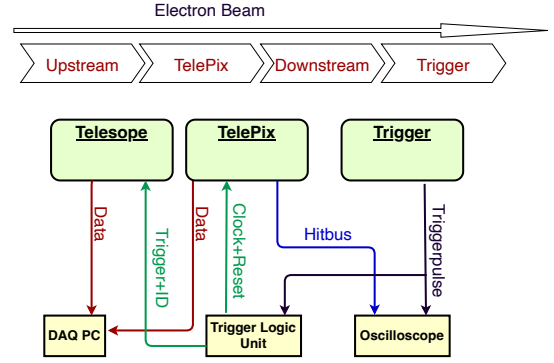 Electron Beam
Upstream
TelePix
Downstream
Trigger
Telesope
TelePix
Trigger
Data
Trigger+ID
Data
Clock+Reset
Hitbus
Triggerpulse
DAQ PC
Trigger Logic
Unit
Oscilloscope